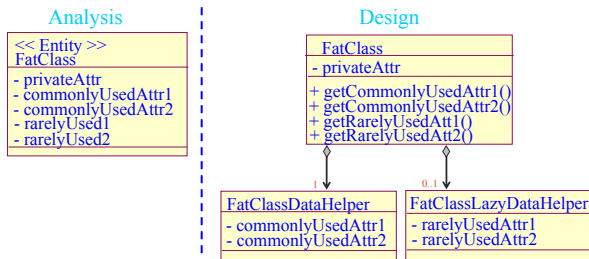 Analysis
<< Entity >>
FatClass
- privateAttr
- commonlyUsedAttr1
- commonlyUsedAttr2
- rarelyUsed1
- rarelyUsed2
Design
FatClass
- privateAttr
+ getCommonlyUsedAttr1()
+ getCommonlyUsedAttr2()
+ getRarelyUsedAtt1()
+ getRarelyUsedAtt2()
1
0..1
FatClassDataHelper
- commonlyUsedAttr1
- commonlyUsedAttr2
FatClassLazyDataHelper
- rarelyUsedAttr1
- rarelyUsedAttr2